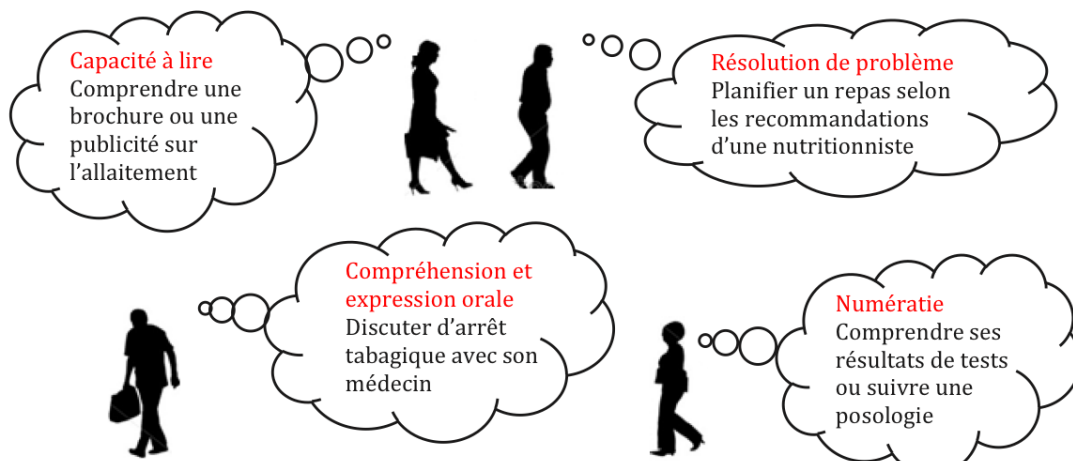 Capacité à lire
Comprendre une
brochure ou une
publicité sur
l'allaitement
Résolution de problème
Planifier un repas selon
les recommandations
d'une nutritionniste
Compréhension et
expression orale
Discuter d'arrêt
tabagique avec son
médecin
Numératie
Comprendre ses
résultats de tests
ou suivre une
posologie